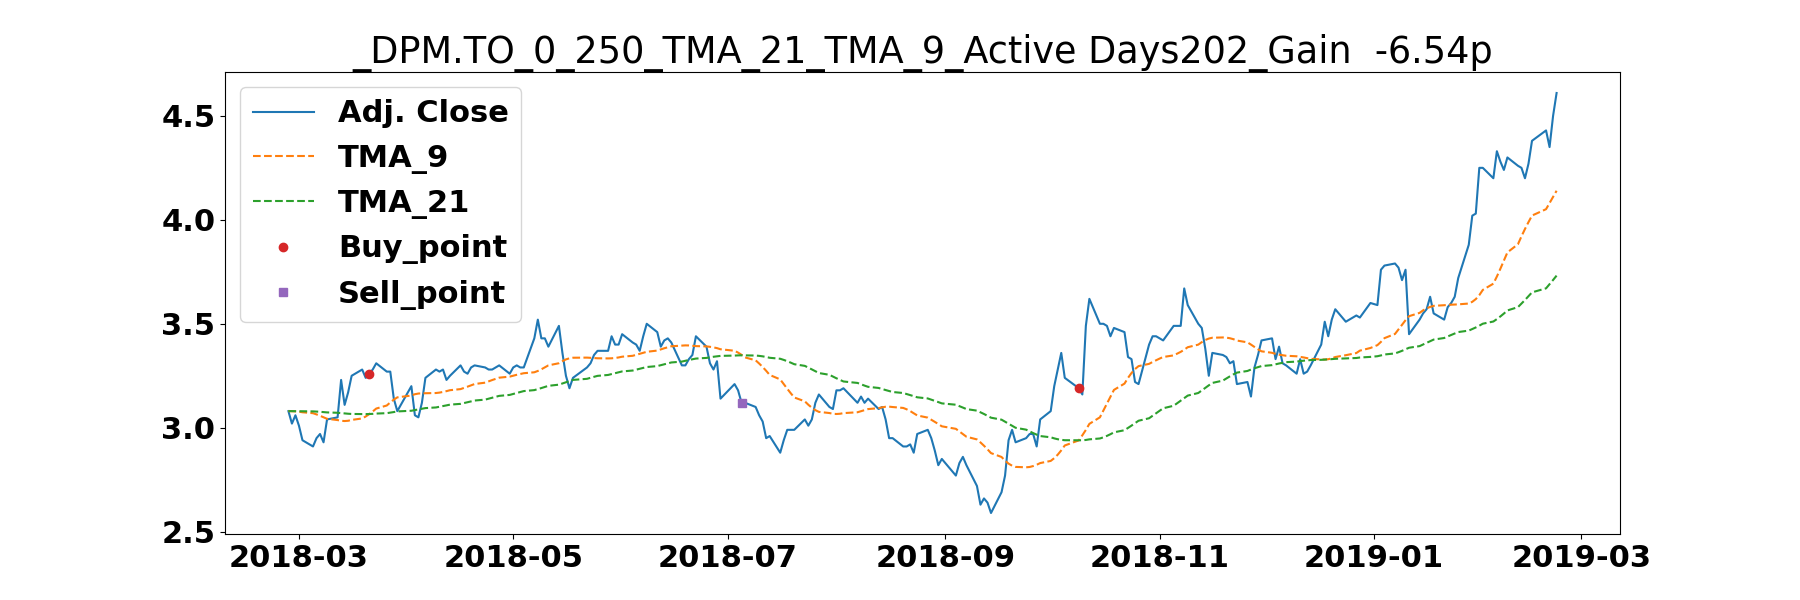 _DPM.TO_0_250_TMA_21_TMA_9_Active Days202_Gain  -6.54p
Adj. Close
TMA_9
TMA_21
Buy_point
Sell_point
4.5
4.0
3.5
3.0
2.5
2018-03 2018-05 2018-07 2018-09 2018-11 2019-01 2019-03